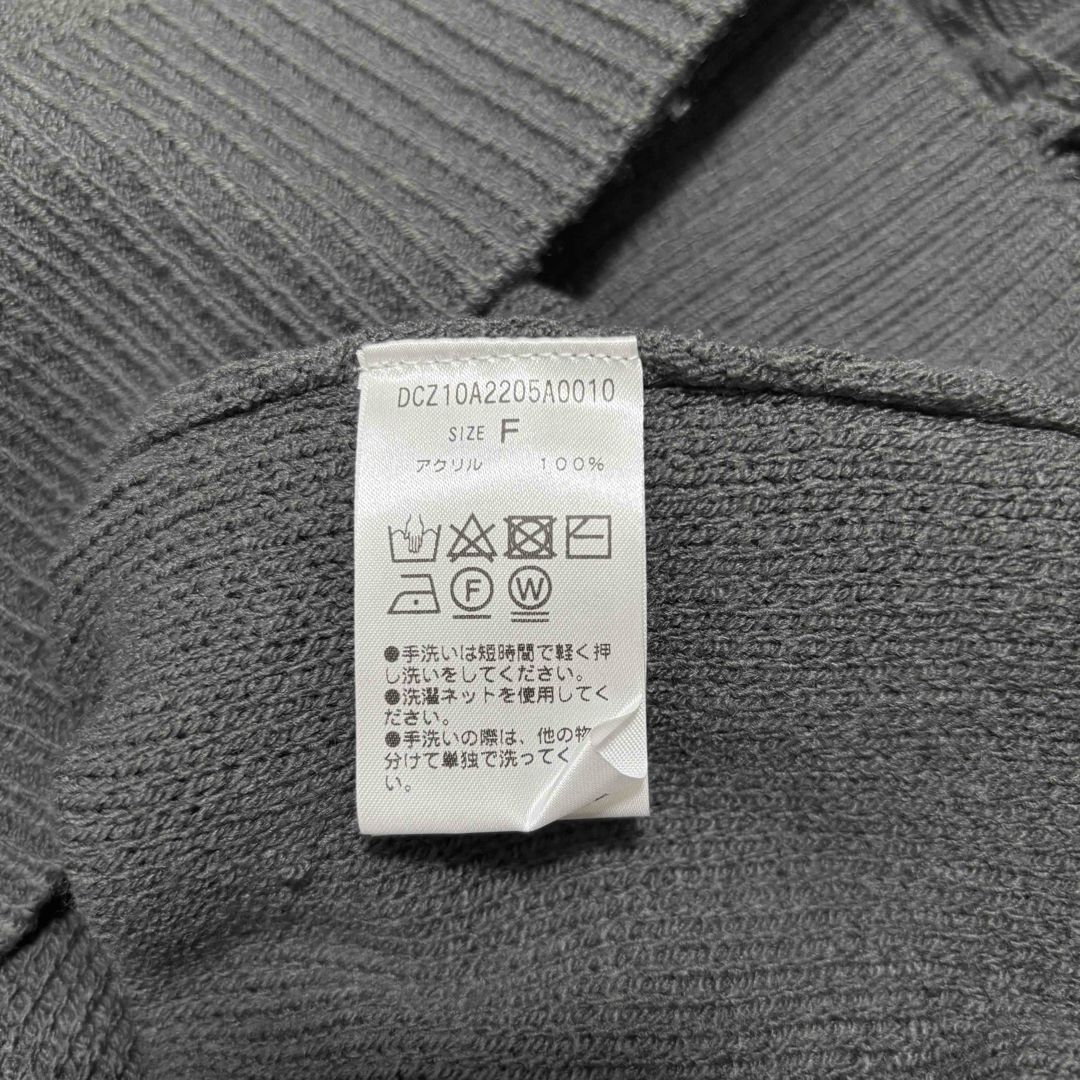 DCZ10A2205A0010
SIZE F
アクリル 100%
F W
●手洗いは短時間で軽く押
し洗いをしてください。
●洗濯ネットを使用してく
ださい。
●手洗いの際は、他の物
分けて単独で洗ってく
い。